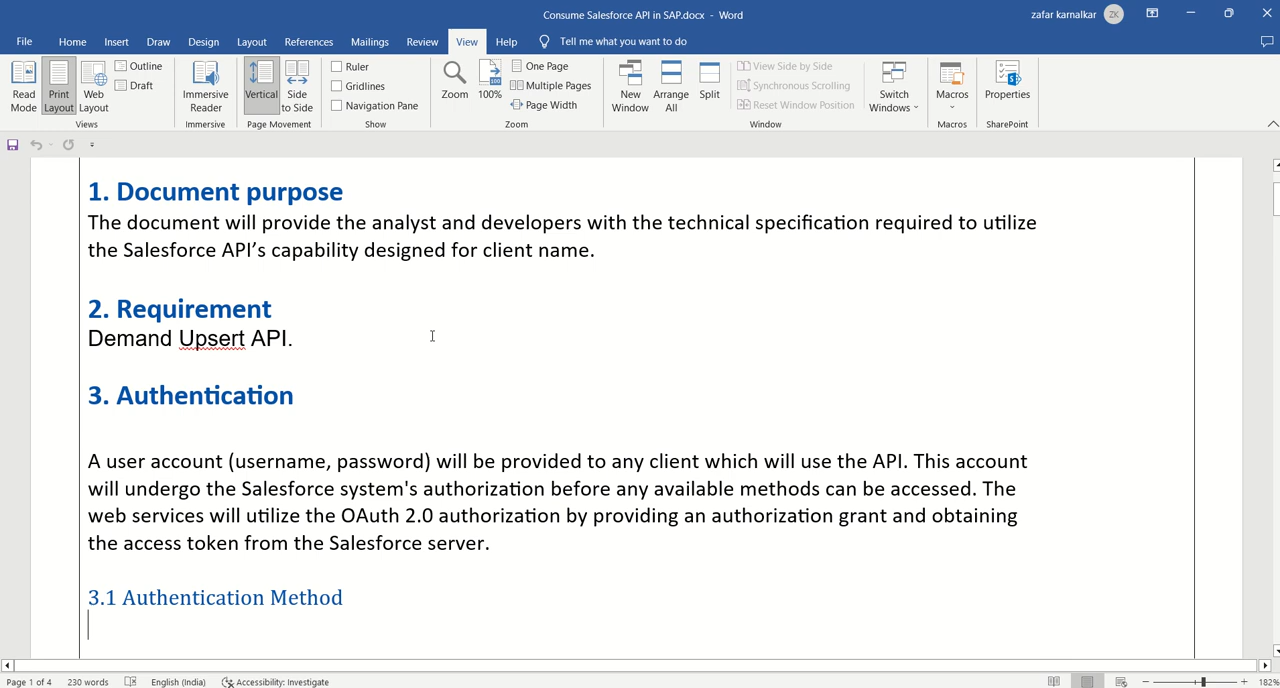 Consume Salesforce API in SAP.docx - Word
zafar karnalkar ZK
File Home Insert Draw Design Layout References Mailings Review View Help Tell me what you want to do
Read Mode
Print Layout
Web Layout
Outline
Draft
Views
Immersive Reader
Immersive
Vertical
Side to Side
Page Movement
Ruler
Gridlines
Navigation Pane
Show
Zoom
100%
One Page
Multiple Pages
Page Width
Zoom
New Window
Arrange All
Split
View Side by Side
Synchronous Scrolling
Reset Window Position
Switch Windows
Window
Macros
Macros
Properties
SharePoint
1. Document purpose
The document will provide the analyst and developers with the technical specification required to utilize
the Salesforce API’s capability designed for client name.
2. Requirement
Demand Upsert API.
3. Authentication
A user account (username, password) will be provided to any client which will use the API. This account
will undergo the Salesforce system's authorization before any available methods can be accessed. The
web services will utilize the OAuth 2.0 authorization by providing an authorization grant and obtaining
the access token from the Salesforce server.
3.1 Authentication Method
Page 1 of 4 230 words English (India) Accessibility: Investigate 182%